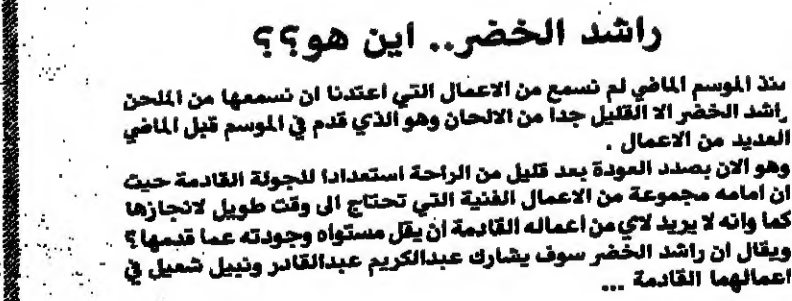 راشد الخضر.. اين هو؟؟
منذ الموسم الماضي لم نسمع من الاعمال التي اعتدنا ان نسمعها من الملحن
راشد الخضر الا القليل جدا من الالحان وهو الذي قدم في الموسم قبل الماضي
العديد من الاعمال .
وهو الان بصدد العودة بعد قليل من الراحة استعدادا للجولة القادمة حيث
ان امامه مجموعة من الاعمال الفنية التي تحتاج الى وقت طويل لانجازها
كما وانه لا يريد لاي من اعماله القادمة ان يقل مستواه وجودته عما قدمها ؟
ويقال ان راشد الخضر سوف يشارك عبدالكريم عبدالقادر ونبيل شعيل في
اعمالهما القادمة ...